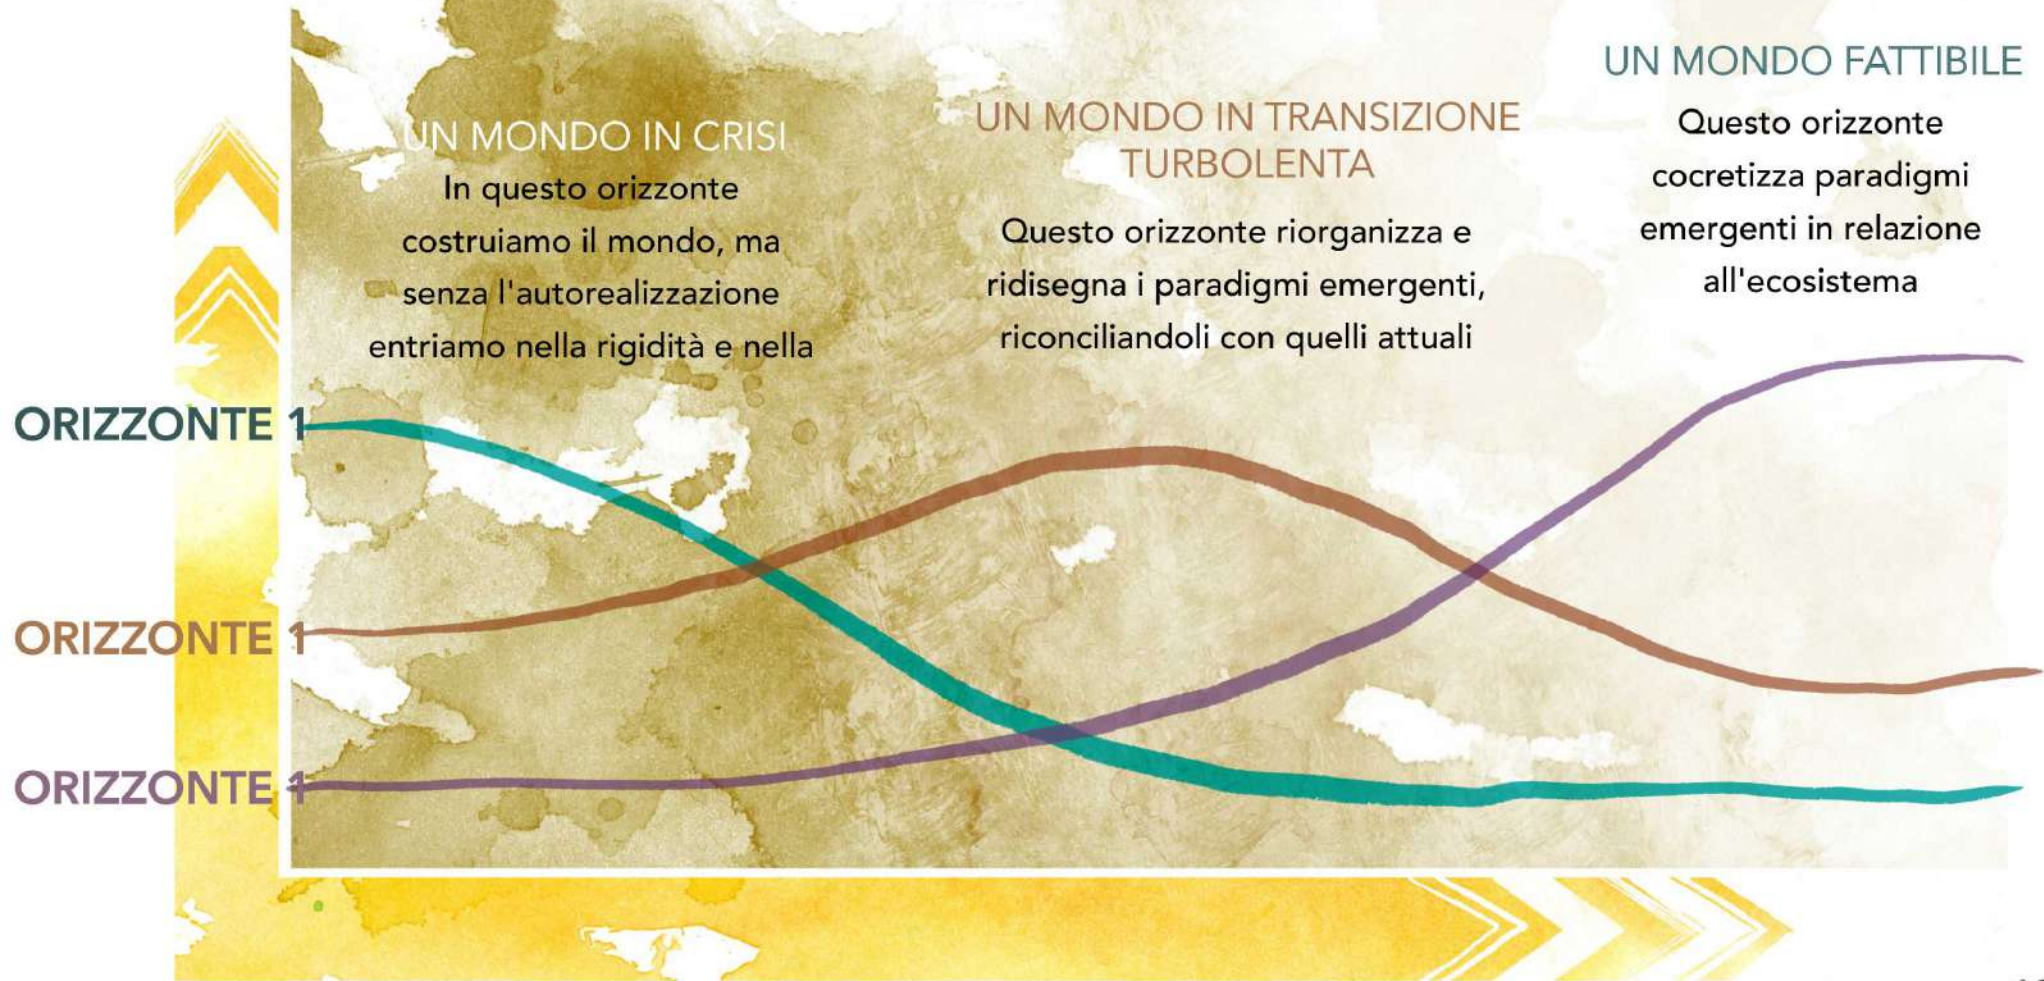 UN MONDO IN CRISI
In questo orizzonte
costruiamo il mondo, ma
senza l'autorealizzazione
entriamo nella rigidità e nella
UN MONDO IN TRANSIZIONE
TURBOLENTA
Questo orizzonte riorganizza e
ridisegna i paradigmi emergenti,
riconciliandoli con quelli attuali
UN MONDO FATTIBILE
Questo orizzonte
cocretizza paradigmi
emergenti in relazione
all'ecosistema
ORIZZONTE 1
ORIZZONTE 1
ORIZZONTE 1